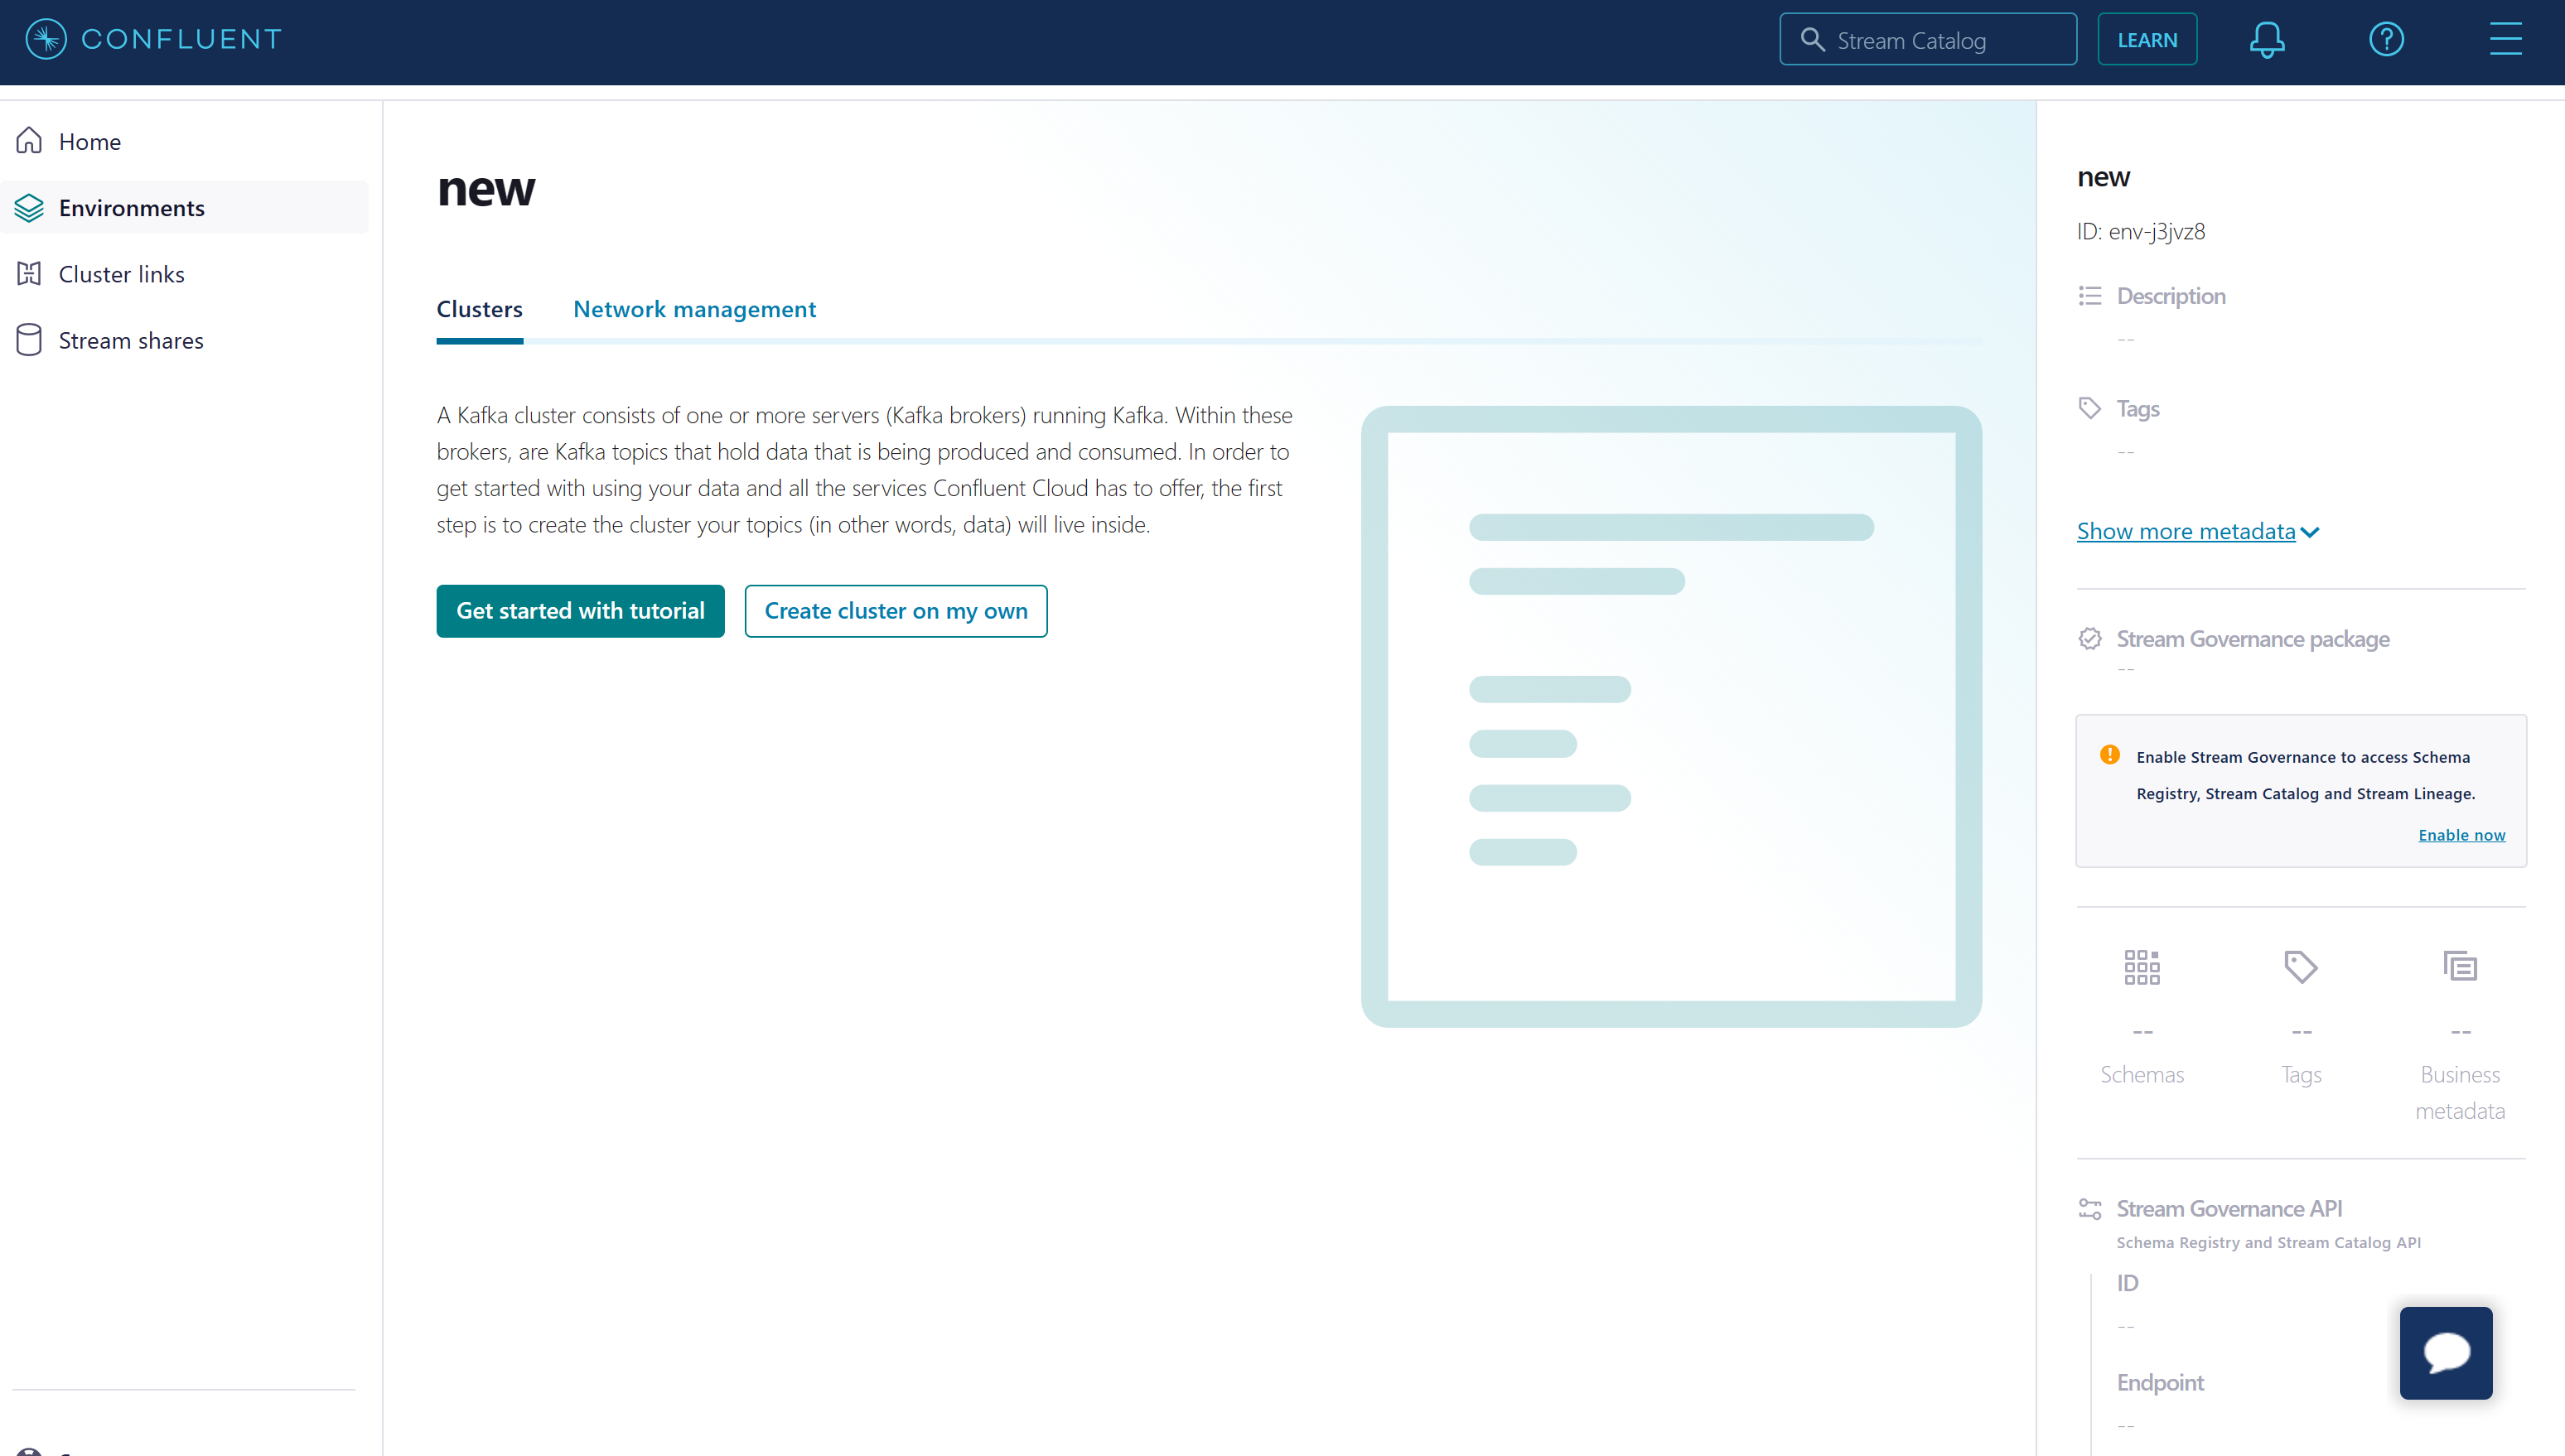 CONFLUENT
Stream Catalog
LEARN
Home
Environments
Cluster links
Stream shares
new
Clusters
Network management
A Kafka cluster consists of one or more servers (Kafka brokers) running Kafka. Within these
brokers, are Kafka topics that hold data that is being produced and consumed. In order to
get started with using your data and all the services Confluent Cloud has to offer, the first
step is to create the cluster your topics (in other words, data) will live inside.
Get started with tutorial
Create cluster on my own
new
ID: env-j3jvz8
Description
--
Tags
--
Show more metadata
Stream Governance package
--
Enable Stream Governance to access Schema
Registry, Stream Catalog and Stream Lineage.
Enable now
--
Schemas
--
Tags
--
Business
metadata
Stream Governance API
Schema Registry and Stream Catalog API
ID
--
Endpoint
--